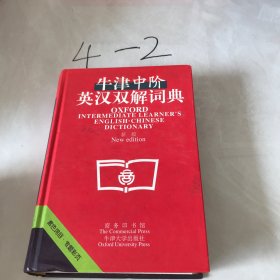 4-2
牛津中阶
英汉双解词典
OXFORD
INTERMEDIATE LEARNER'S
ENGLISH-CHINESE
DICTIONARY
新版
New edition
商务印书馆
The Commercial Press
牛津大学出版社
Oxford University Press